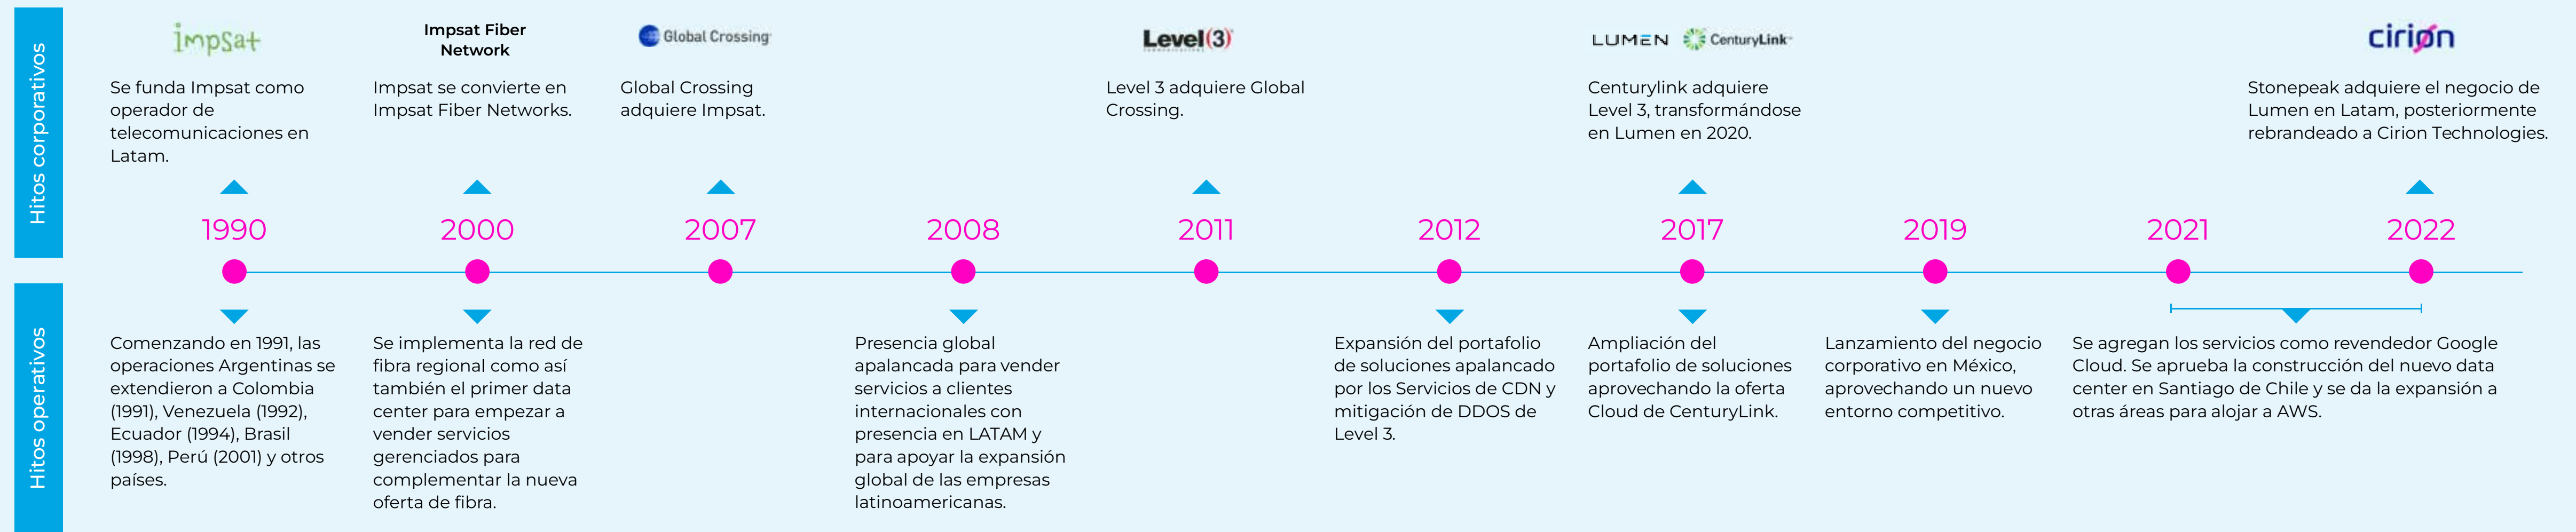 Hitos corporativos
impsat
Se funda Impsat como
operador de
telecomunicaciones en
Latam.
Impsat Fiber
Network
Impsat se convierte en
Impsat Fiber Networks.
Global Crossing
Global Crossing
adquiere Impsat.
Level(3)
Level 3 adquiere Global
Crossing.
LUMEN CenturyLink
Centurylink adquiere
Level 3, transformándose
en Lumen en 2020.
cirion
Stonepeak adquiere el negocio de
Lumen en Latam, posteriormente
rebrandeado a Cirion Technologies.
1990 2000 2007 2008 2011 2012 2017 2019 2021 2022
Hitos operativos
Comenzando en 1991, las
operaciones Argentinas se
extendieron a Colombia
(1991), Venezuela (1992),
Ecuador (1994), Brasil
(1998), Perú (2001) y otros
países.
Se implementa la red de
fibra regional como así
también el primer data
center para empezar a
vender servicios
gerenciados para
complementar la nueva
oferta de fibra.
Presencia global
apalancada para vender
servicios a clientes
internacionales con
presencia en LATAM y
para apoyar la expansión
global de las empresas
latinoamericanas.
Expansión del portafolio
de soluciones apalancado
por los Servicios de CDN y
mitigación de DDOS de
Level 3.
Ampliación del
portafolio de soluciones
aprovechando la oferta
Cloud de CenturyLink.
Lanzamiento del negocio
corporativo en México,
aprovechando un nuevo
entorno competitivo.
Se agregan los servicios como revendedor Google
Cloud. Se aprueba la construcción del nuevo data
center en Santiago de Chile y se da la expansión a
otras áreas para alojar a AWS.